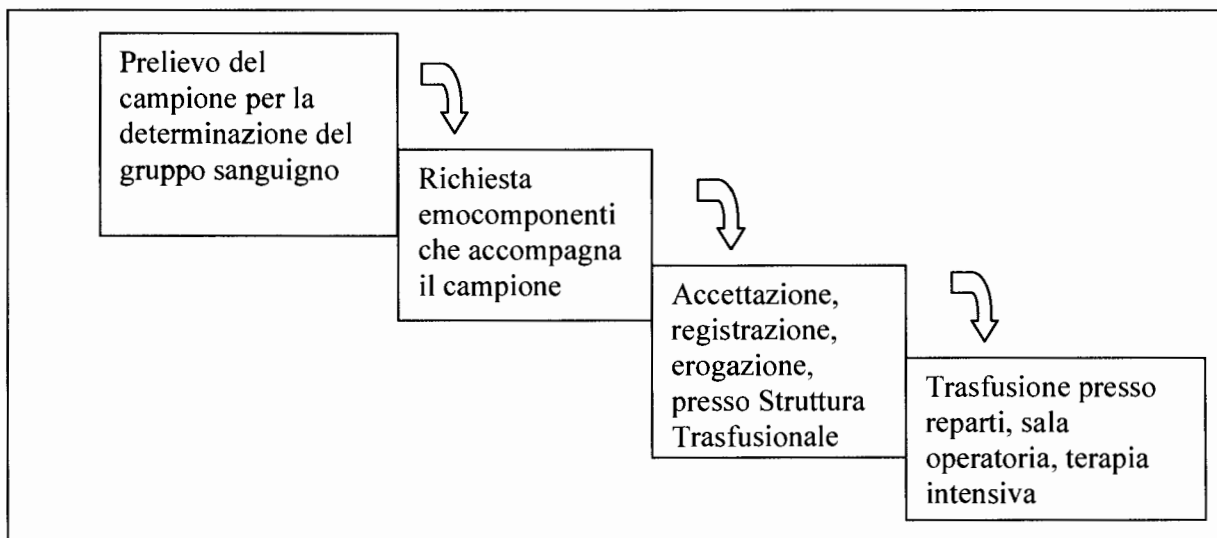 Prelievo del
campione per la
determinazione del
gruppo sanguigno
Richiesta
emocomponenti
che accompagna
il campione
Accettazione,
registrazione,
erogazione,
presso Struttura
Trasfusionale
Trasfusione presso
reparti, sala
operatoria, terapia
intensiva